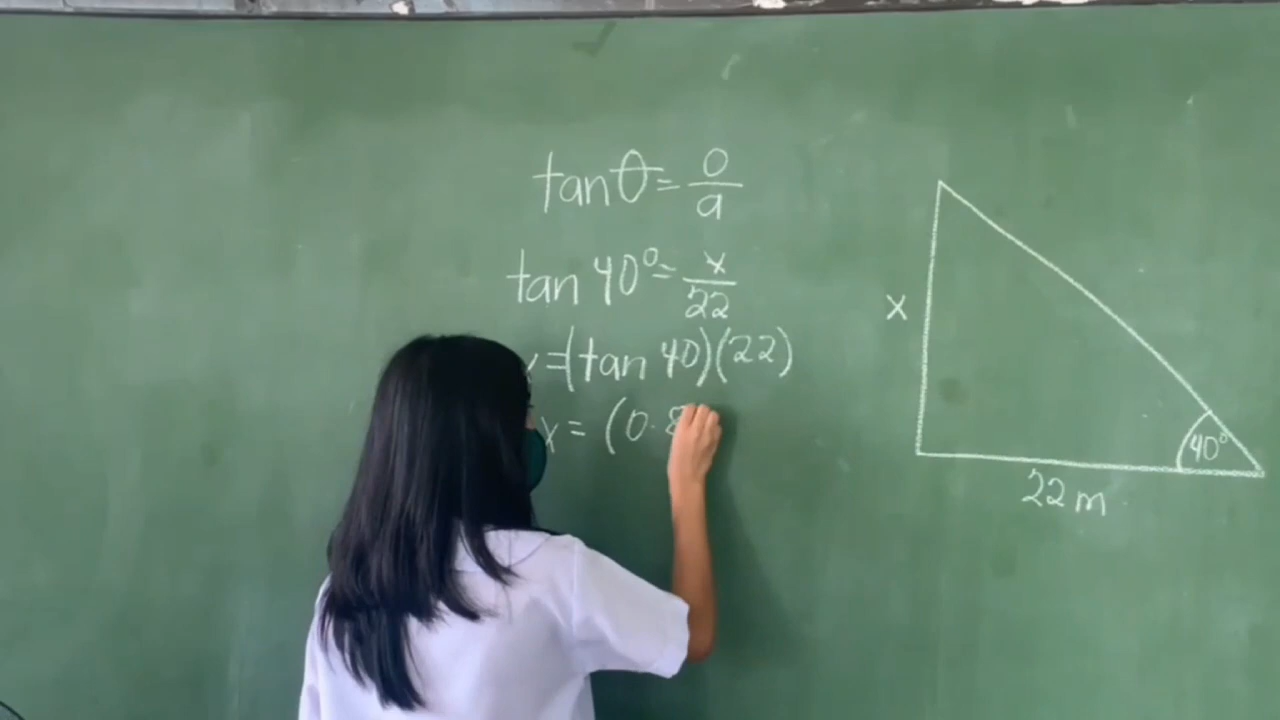 tanθ = o/a
tan 40° = x/22
=(tan 40)(22)
x = (0.8
x
40°
22 m